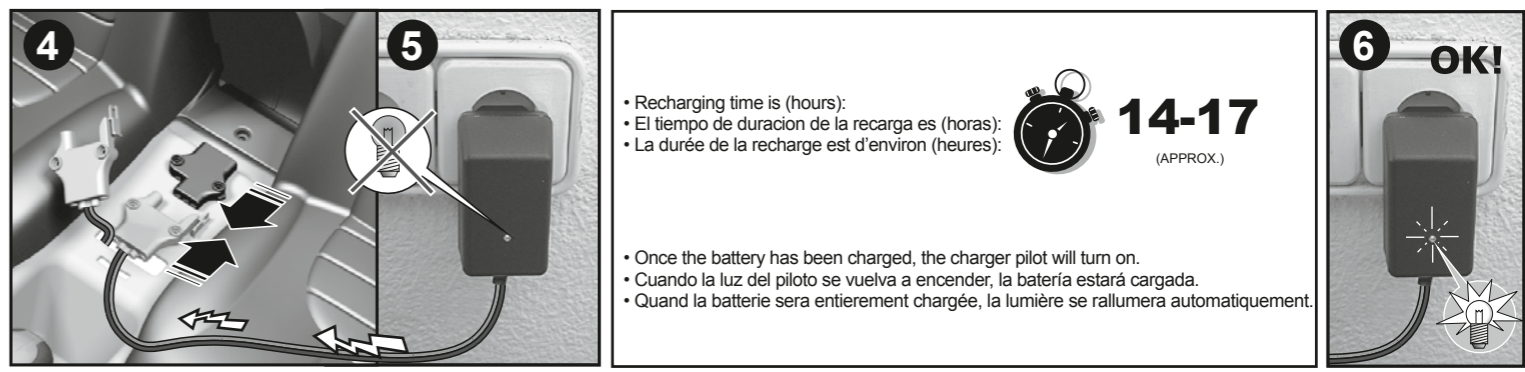 4
5
• Recharging time is (hours):
• El tiempo de duracion de la recarga es (horas):
• La durée de la recharge est d’environ (heures):
14-17
(APPROX.)
• Once the battery has been charged, the charger pilot will turn on.
• Cuando la luz del piloto se vuelva a encender, la batería estará cargada.
• Quand la batterie sera entierement chargée, la lumière se rallumera automatiquement.
6
OK!